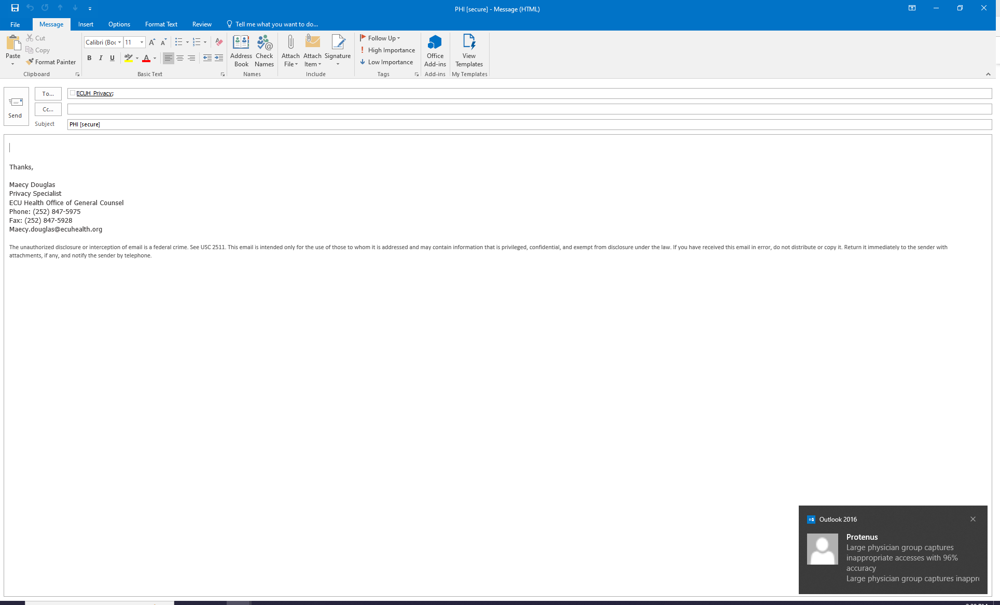 PHI [secure] - Message (HTML)
File Message Insert Options Format Text Review Tell me what you want to do...
Paste
Cut
Copy
Format Painter
Clipboard
Calibri (Boc 11
B I U
Basic Text
Address Book
Check Names
Names
Attach File
Attach Item
Signature
Include
Follow Up
High Importance
Low Importance
Tags
Office Add-ins
Add-ins
View Templates
My Templates
Send
To... ECUH_Privacy;
Cc...
Subject PHI [secure]
Thanks,
Maecy Douglas
Privacy Specialist
ECU Health Office of General Counsel
Phone: (252) 847-5975
Fax: (252) 847-5928
Maecy.douglas@ecuhealth.org
The unauthorized disclosure or interception of email is a federal crime. See USC 2511. This email is intended only for the use of those to whom it is addressed and may contain information that is privileged, confidential, and exempt from disclosure under the law. If you have received this email in error, do not distribute or copy it. Return it immediately to the sender with
attachments, if any, and notify the sender by telephone.
Outlook 2016
Protenus
Large physician group captures
inappropriate accesses with 96%
accuracy
Large physician group captures inappr